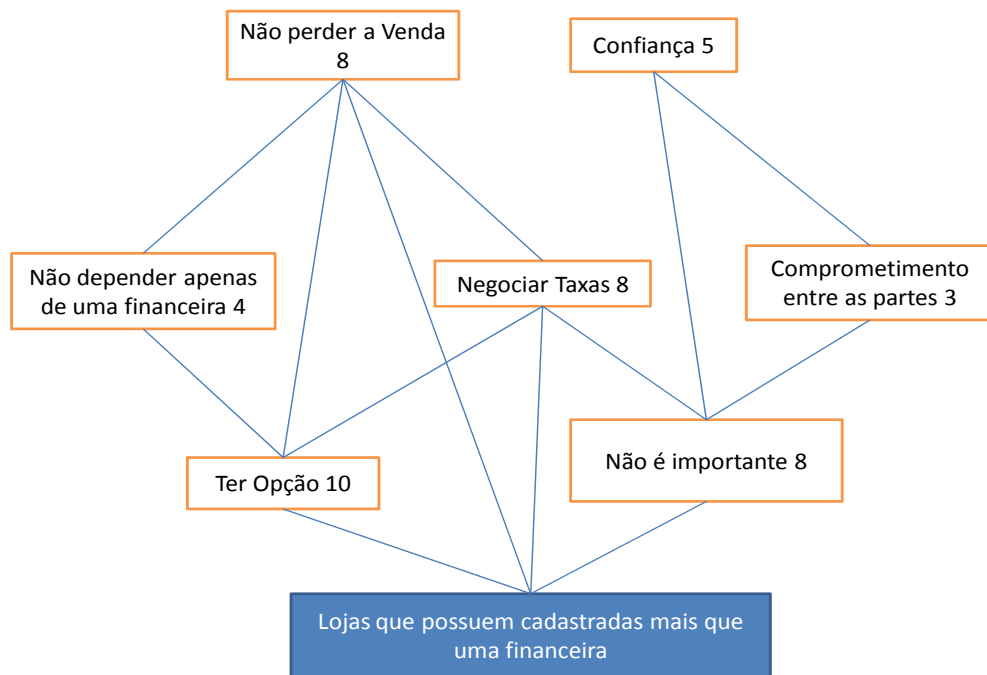 Não perder a Venda
8
Confiança 5
Não depender apenas
de uma financeira 4
Negociar Taxas 8
Comprometimento
entre as partes 3
Ter Opção 10
Não é importante 8
Lojas que possuem cadastradas mais que
uma financeira